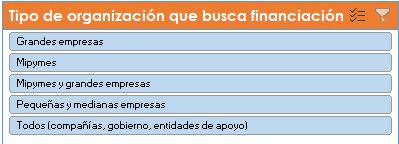 Tipo de organización que busca financiación
Grandes empresas
Mipymes
Mipymes y grandes empresas
Pequeñas y medianas empresas
Todos (compañías, gobierno, entidades de apoyo)